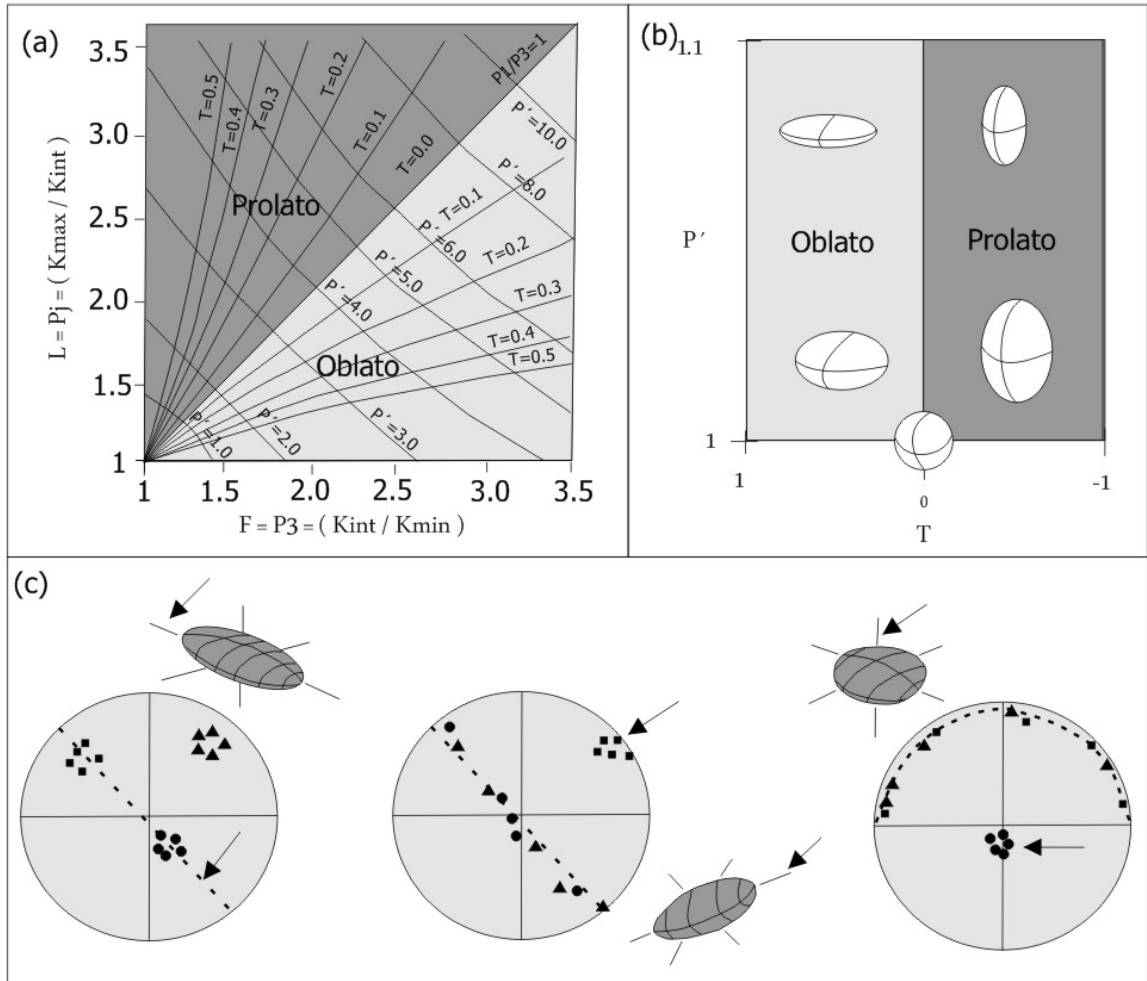 (a)
3.5
3.0
2.5
2.0
1.5
1
L = Pj = ( Kmax / Kint )
T=0.5
T=0.4
T=0.3
T=0.2
T=0.1
T=0.0
P1/P3=1
P´=10.0
P´=8.0
T=0.1
P´=6.0
T=0.2
P´=5.0
T=0.3
P´=4.0
T=0.4
T=0.5
P´=3.0
P´=2.0
P´=1.0
Prolato
Oblato
1
1.5
2.0
2.5
3.0
3.5
F = P3 = ( Kint / Kmin )
(b)
1.1
P´
Oblato
Prolato
1
1
0
-1
T
(c)